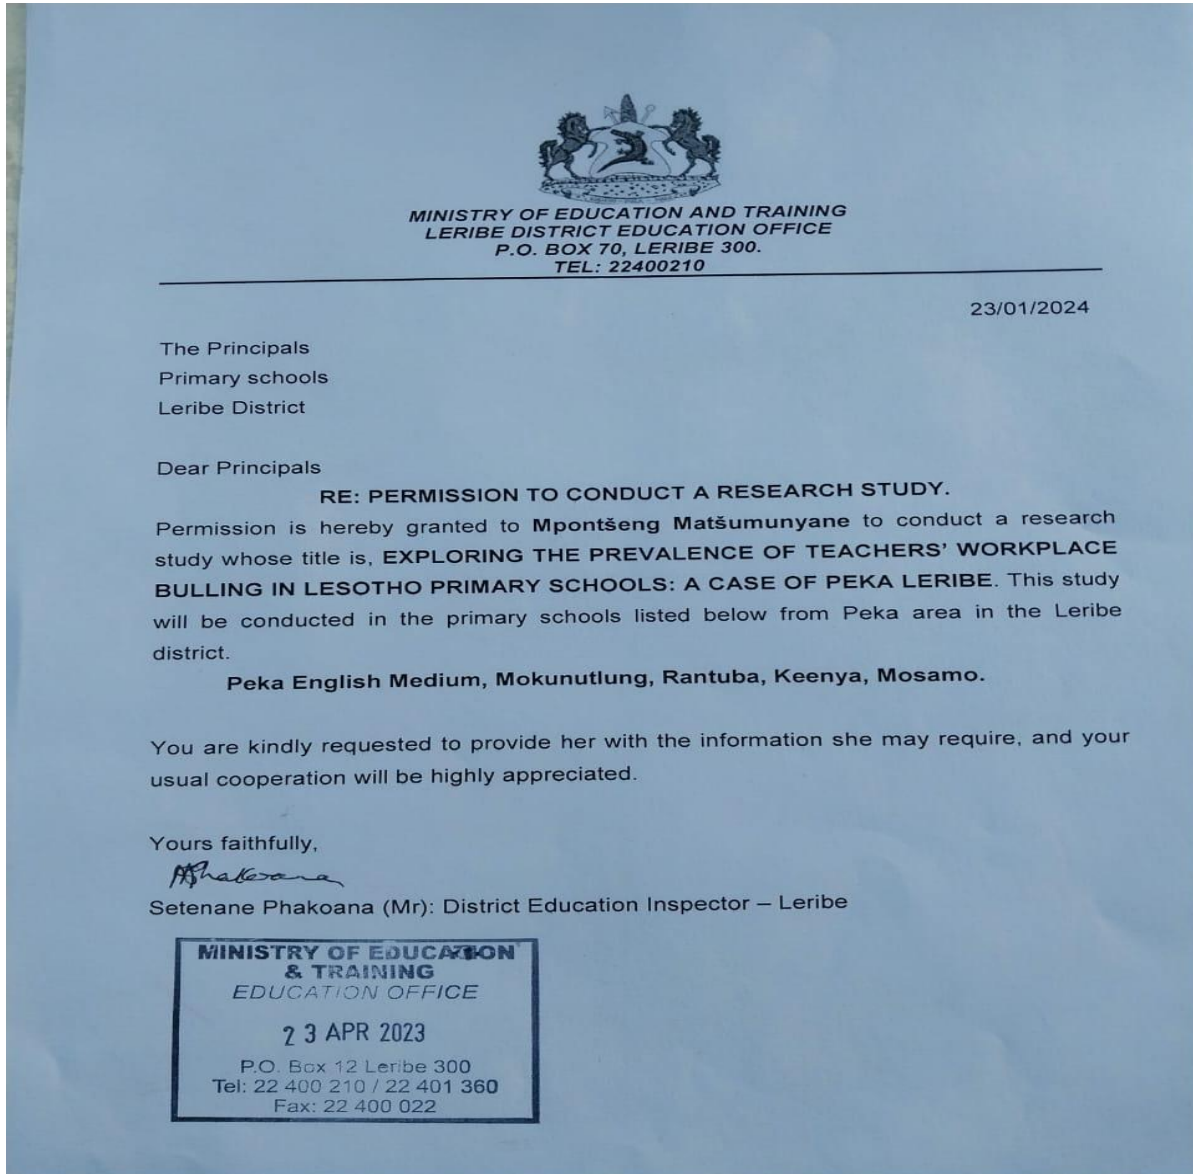 MINISTRY OF EDUCATION AND TRAINING
LERIBE DISTRICT EDUCATION OFFICE
P.O. BOX 70, LERIBE 300.
TEL: 22400210
23/01/2024
The Principals
Primary schools
Leribe District
Dear Principals
RE: PERMISSION TO CONDUCT A RESEARCH STUDY.
Permission is hereby granted to Mpontšeng Matšumunyane to conduct a research
study whose title is, EXPLORING THE PREVALENCE OF TEACHERS' WORKPLACE
BULLING IN LESOTHO PRIMARY SCHOOLS: A CASE OF PEKA LERIBE. This study
will be conducted in the primary schools listed below from Peka area in the Leribe
district.
Peka English Medium, Mokunutlung, Rantuba, Keenya, Mosamo.
You are kindly requested to provide her with the information she may require, and your
usual cooperation will be highly appreciated.
Yours faithfully,
Setenane Phakoana (Mr): District Education Inspector – Leribe
MINISTRY OF EDUCATION
& TRAINING
EDUCATION OFFICE
23 APR 2023
P.O. Box 12 Leribe 300
Tel: 22 400 210 / 22 401 360
Fax: 22 400 022